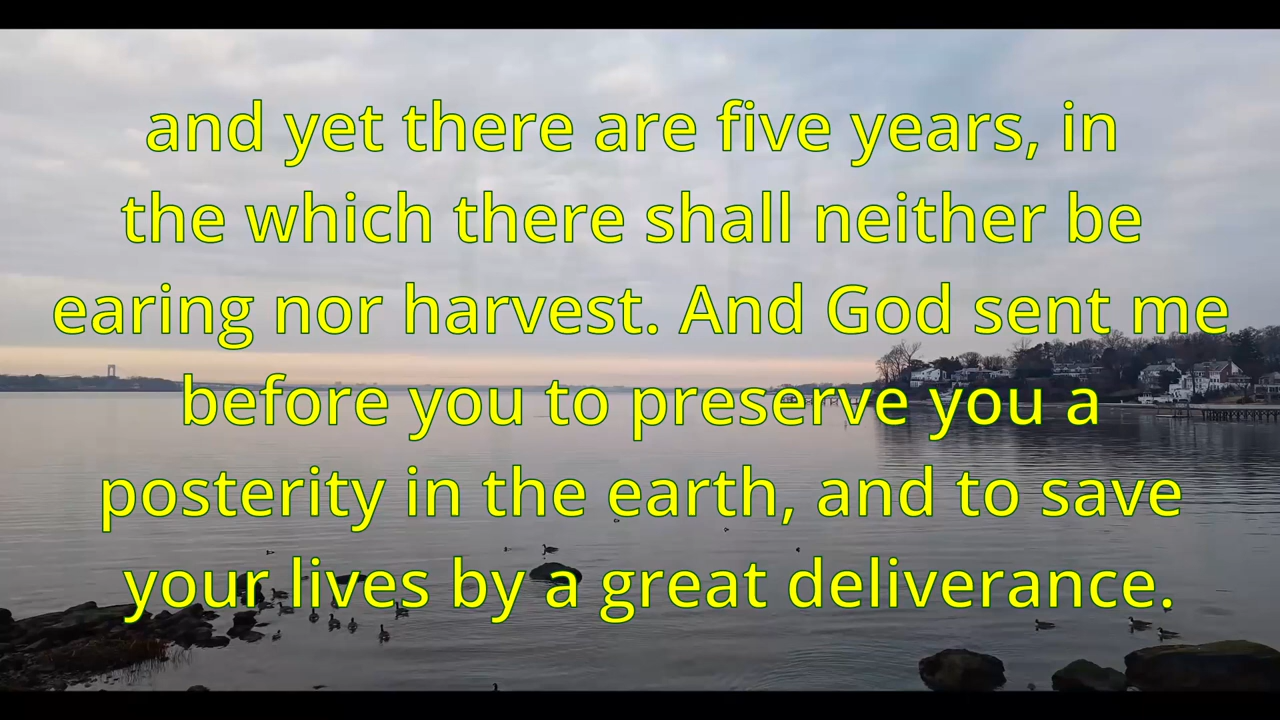 and yet there are five years, in
the which there shall neither be
earing nor harvest. And God sent me
before you to preserve you a
posterity in the earth, and to save
your lives by a great deliverance.